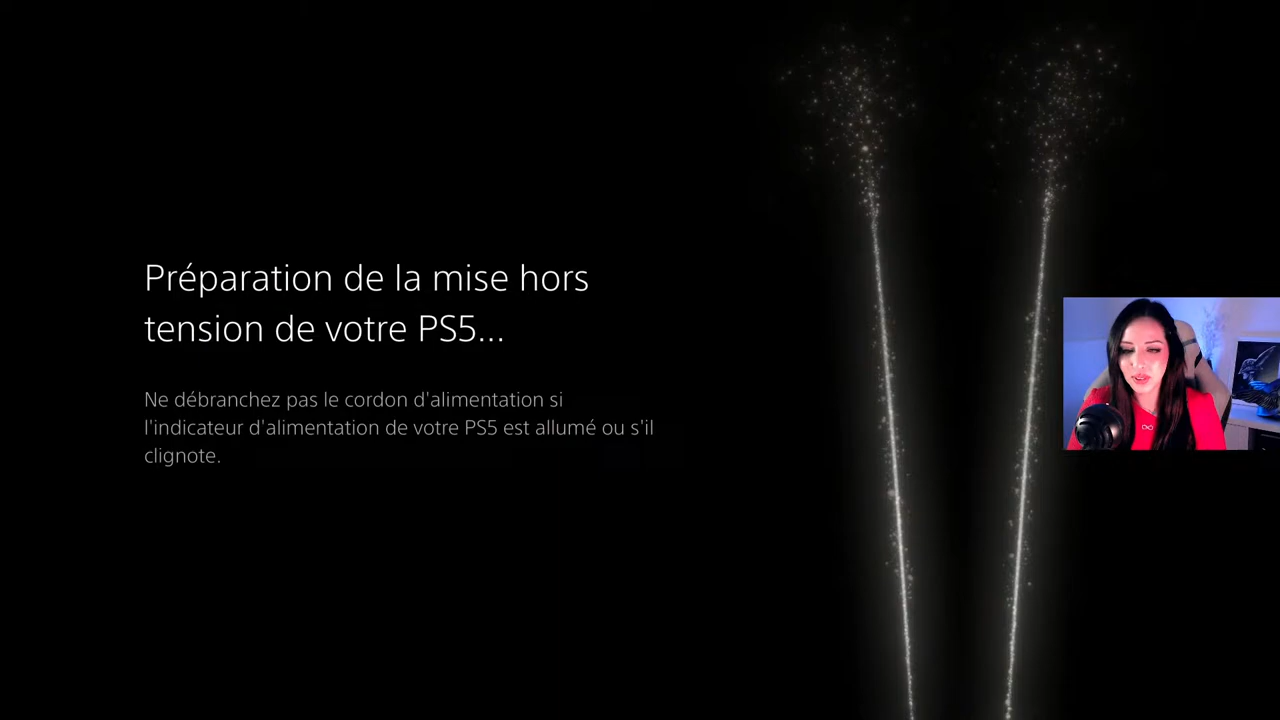 Préparation de la mise hors
tension de votre PS5...
Ne débranchez pas le cordon d'alimentation si
l'indicateur d'alimentation de votre PS5 est allumé ou s'il
clignote.